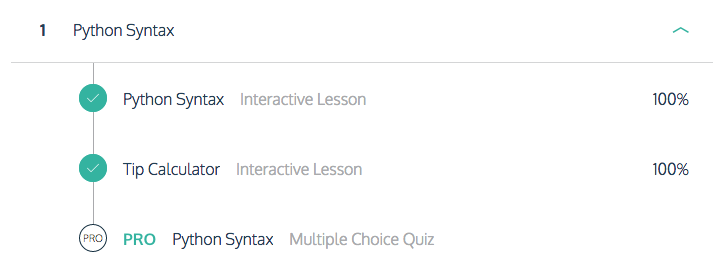 1 Python Syntax
Python Syntax Interactive Lesson 100%
Tip Calculator Interactive Lesson 100%
PRO PRO Python Syntax Multiple Choice Quiz